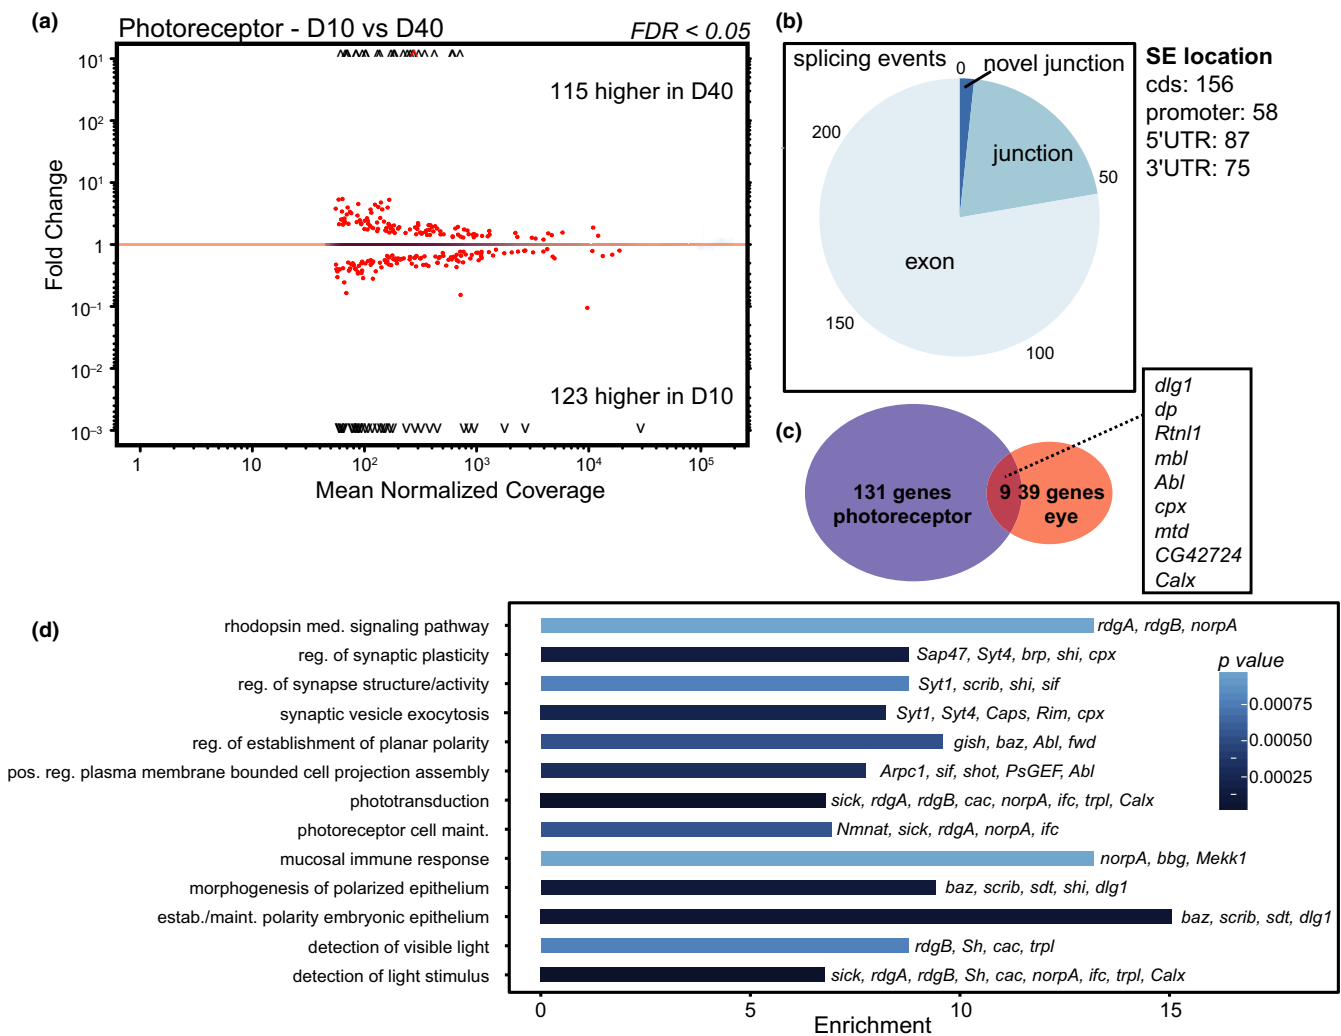 (a)
Photoreceptor - D10 vs D40
FDR < 0.05
10¹
10²
10¹
1
10⁻¹
10⁻²
10⁻³
Fold Change
115 higher in D40
123 higher in D10
1
10
10²
10³
10⁴
10⁵
Mean Normalized Coverage
(b)
splicing events
0
novel junction
junction
50
exon
100
150
200
SE location
cds: 156
promoter: 58
5'UTR: 87
3'UTR: 75
(c)
131 genes
photoreceptor
9
39 genes
eye
dlg1
dp
Rtnl1
mbl
Abl
cpx
mtd
CG42724
Calx
(d)
rhodopsin med. signaling pathway
rdgA, rdgB, norpA
reg. of synaptic plasticity
Sap47, Syt4, brp, shi, cpx
reg. of synapse structure/activity
Syt1, scrib, shi, sif
synaptic vesicle exocytosis
Syt1, Syt4, Caps, Rim, cpx
reg. of establishment of planar polarity
gish, baz, Abl, fwd
pos. reg. plasma membrane bounded cell projection assembly
Arpc1, sif, shot, PsGEF, Abl
phototransduction
sick, rdgA, rdgB, cac, norpA, ifc, trpl, Calx
photoreceptor cell maint.
Nmnat, sick, rdgA, norpA, ifc
mucosal immune response
norpA, bbg, Mekk1
morphogenesis of polarized epithelium
baz, scrib, sdt, shi, dlg1
estab./maint. polarity embryonic epithelium
baz, scrib, sdt, dlg1
detection of visible light
rdgB, Sh, cac, trpl
detection of light stimulus
sick, rdgA, rdgB, Sh, cac, norpA, ifc, trpl, Calx
p value
0.00075
0.00050
0.00025
0
5
10
15
Enrichment